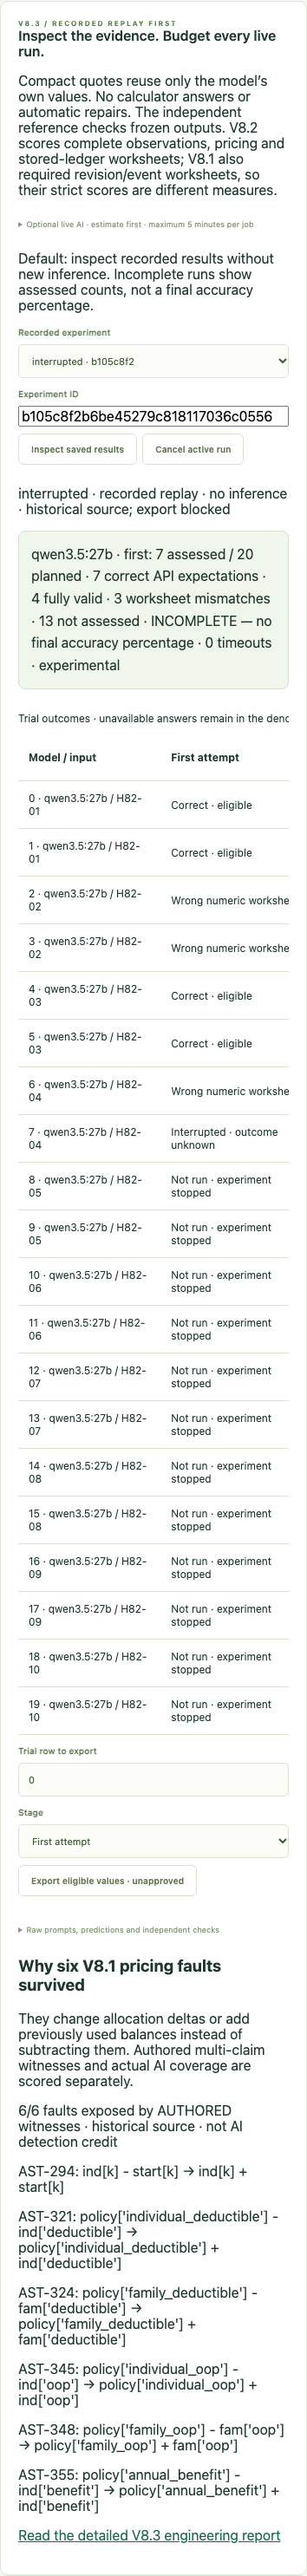 V8.3 / RECORDED REPLAY FIRST
Inspect the evidence. Budget every live
run.
Compact quotes reuse only the model's
own values. No calculator answers or
automatic repairs. The independent
reference checks frozen outputs. V8.2
scores complete observations, pricing and
stored-ledger worksheets; V8.1 also
required revision/event worksheets, so
their strict scores are different measures.
▸ Optional live AI · estimate first · maximum 5 minutes per job
Default: inspect recorded results without
new inference. Incomplete runs show
assessed counts, not a final accuracy
percentage.
Recorded experiment
interrupted · b105c8f2
Experiment ID
b105c8f2b6be45279c818117036c0556
Inspect saved results
Cancel active run
interrupted · recorded replay · no inference
· historical source; export blocked
qwen3.5:27b · first: 7 assessed / 20
planned · 7 correct API expectations ·
4 fully valid · 3 worksheet mismatches
· 13 not assessed · INCOMPLETE — no
final accuracy percentage · 0 timeouts
· experimental
Trial outcomes · unavailable answers remain in the deno
Model / input First attempt
0 · qwen3.5:27b / H82-
01
Correct · eligible
1 · qwen3.5:27b / H82-
01
Correct · eligible
2 · qwen3.5:27b / H82-
02
Wrong numeric workshe
3 · qwen3.5:27b / H82-
02
Wrong numeric workshe
4 · qwen3.5:27b / H82-
03
Correct · eligible
5 · qwen3.5:27b / H82-
03
Correct · eligible
6 · qwen3.5:27b / H82-
04
Wrong numeric workshe
7 · qwen3.5:27b / H82-
04
Interrupted · outcome
unknown
8 · qwen3.5:27b / H82-
05
Not run · experiment
stopped
9 · qwen3.5:27b / H82-
05
Not run · experiment
stopped
10 · qwen3.5:27b / H82-
06
Not run · experiment
stopped
11 · qwen3.5:27b / H82-
06
Not run · experiment
stopped
12 · qwen3.5:27b / H82-
07
Not run · experiment
stopped
13 · qwen3.5:27b / H82-
07
Not run · experiment
stopped
14 · qwen3.5:27b / H82-
08
Not run · experiment
stopped
15 · qwen3.5:27b / H82-
08
Not run · experiment
stopped
16 · qwen3.5:27b / H82-
09
Not run · experiment
stopped
17 · qwen3.5:27b / H82-
09
Not run · experiment
stopped
18 · qwen3.5:27b / H82-
10
Not run · experiment
stopped
19 · qwen3.5:27b / H82-
10
Not run · experiment
stopped
Trial row to export
0
Stage
First attempt
Export eligible values · unapproved
▸ Raw prompts, predictions and independent checks
Why six V8.1 pricing faults
survived
They change allocation deltas or add
previously used balances instead of
subtracting them. Authored multi-claim
witnesses and actual AI coverage are
scored separately.
6/6 faults exposed by AUTHORED
witnesses · historical source · not AI
detection credit
AST-294: ind[k] - start[k] → ind[k] +
start[k]
AST-321: policy['individual_deductible'] -
ind['deductible'] →
policy['individual_deductible'] +
ind['deductible']
AST-324: policy['family_deductible'] -
fam['deductible'] →
policy['family_deductible'] +
fam['deductible']
AST-345: policy['individual_oop'] -
ind['oop'] → policy['individual_oop'] +
ind['oop']
AST-348: policy['family_oop'] - fam['oop']
→ policy['family_oop'] + fam['oop']
AST-355: policy['annual_benefit'] -
ind['benefit'] → policy['annual_benefit'] +
ind['benefit']
Read the detailed V8.3 engineering report